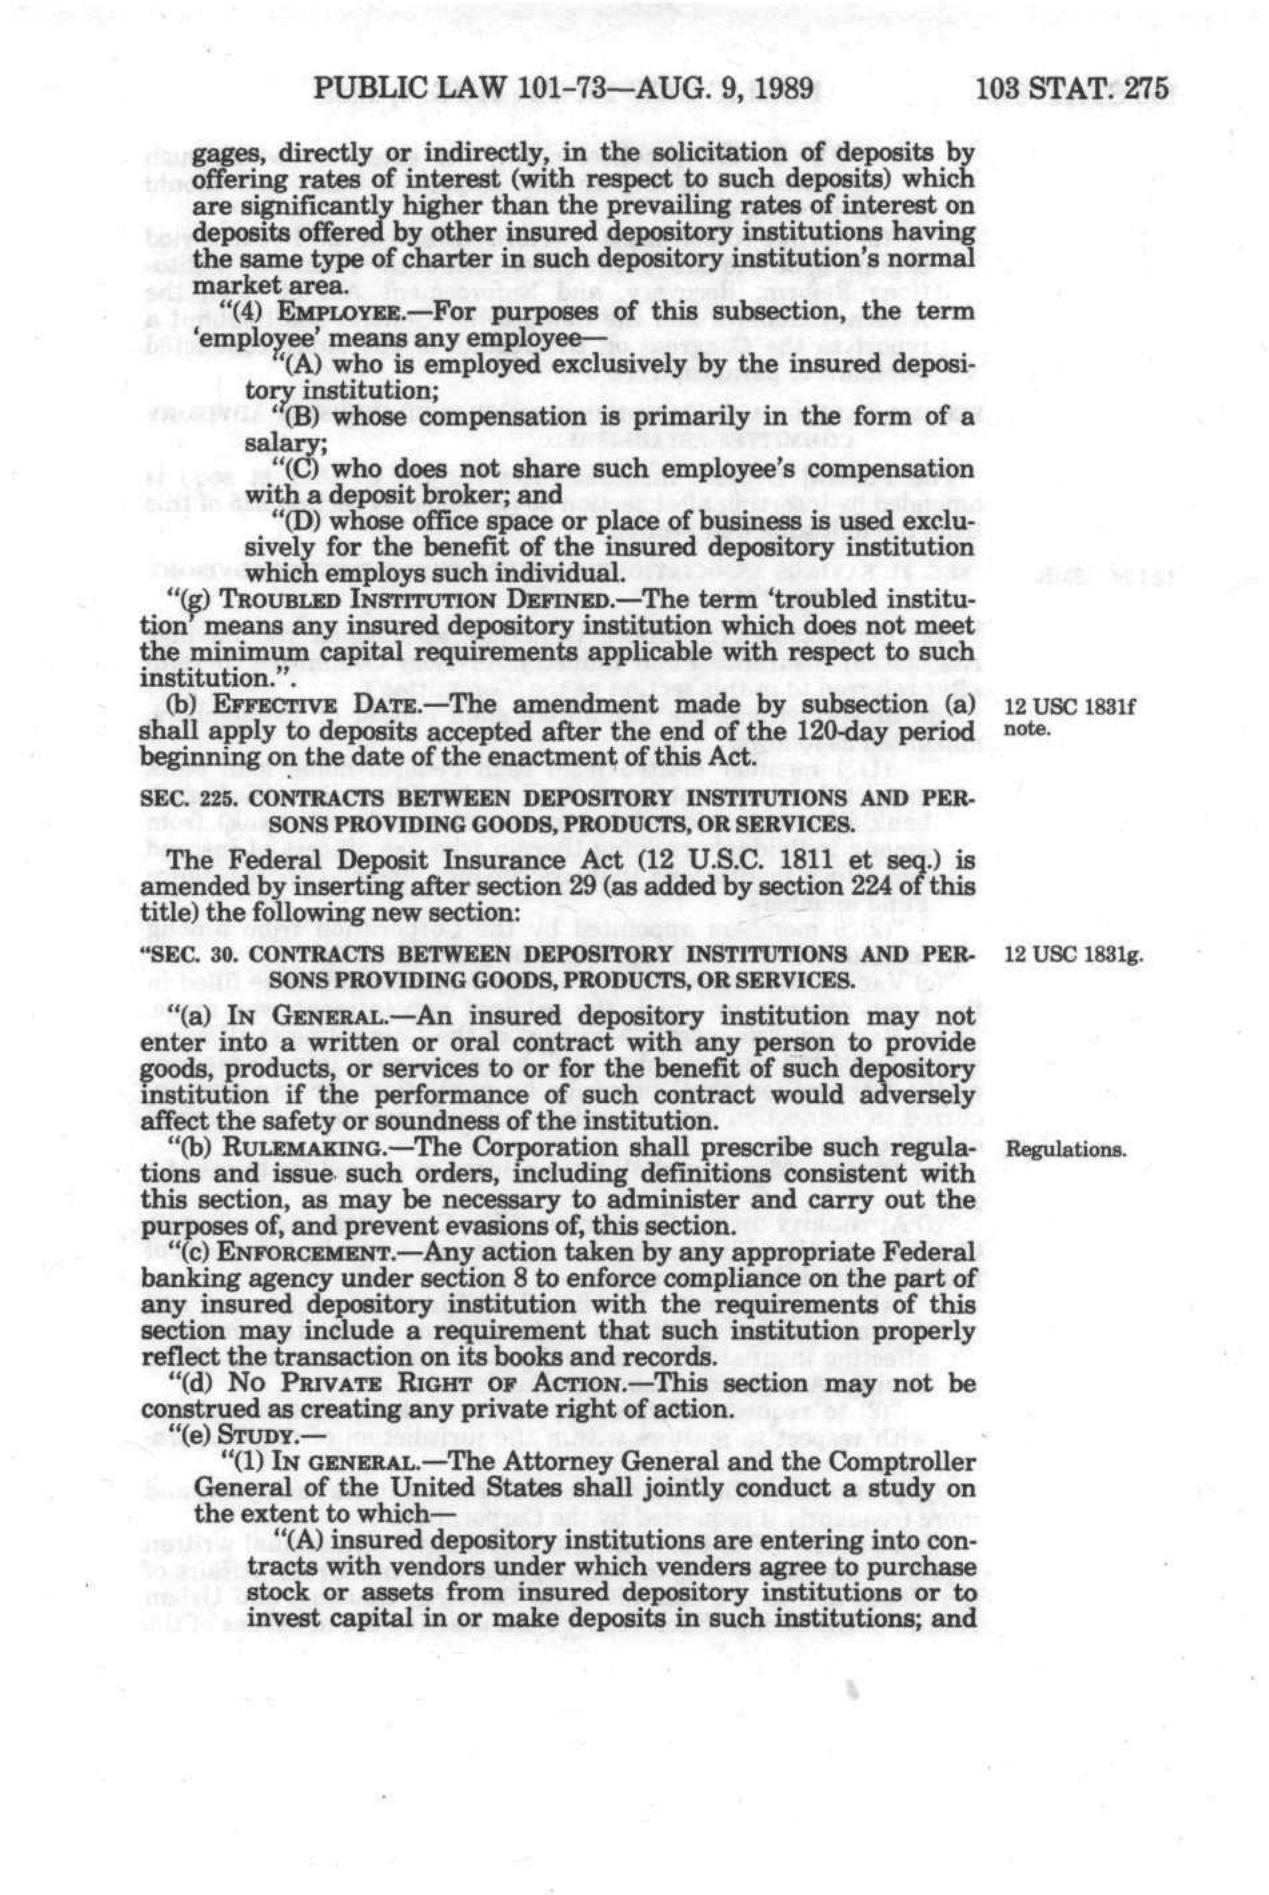 PUBLIC LAW 101-73—AUG. 9, 1989 103 STAT. 275
gages, directly or indirectly, in the solicitation of deposits by
offering rates of interest (with respect to such deposits) which
are significantly higher than the prevailing rates of interest on
deposits offered by other insured depository institutions having
the same type of charter in such depository institution's normal
market area.
"(4) EMPLOYEE.—For purposes of this subsection, the term
'employee' means any employee—
"(A) who is employed exclusively by the insured deposi-
tory institution;
"(B) whose compensation is primarily in the form of a
salary;
"(C) who does not share such employee's compensation
with a deposit broker; and
"(D) whose office space or place of business is used exclu-
sively for the benefit of the insured depository institution
which employs such individual.
"(g) TROUBLED INSTITUTION DEFINED.—The term 'troubled institu-
tion' means any insured depository institution which does not meet
the minimum capital requirements applicable with respect to such
institution.".
(b) EFFECTIVE DATE.—The amendment made by subsection (a)
shall apply to deposits accepted after the end of the 120-day period
beginning on the date of the enactment of this Act.
12 USC 1831f
note.
SEC. 225. CONTRACTS BETWEEN DEPOSITORY INSTITUTIONS AND PER-
SONS PROVIDING GOODS, PRODUCTS, OR SERVICES.
The Federal Deposit Insurance Act (12 U.S.C. 1811 et seq.) is
amended by inserting after section 29 (as added by section 224 of this
title) the following new section:
"SEC. 30. CONTRACTS BETWEEN DEPOSITORY INSTITUTIONS AND PER-
SONS PROVIDING GOODS, PRODUCTS, OR SERVICES.
12 USC 1831g.
"(a) IN GENERAL.—An insured depository institution may not
enter into a written or oral contract with any person to provide
goods, products, or services to or for the benefit of such depository
institution if the performance of such contract would adversely
affect the safety or soundness of the institution.
"(b) RULEMAKING.—The Corporation shall prescribe such regula-
tions and issue such orders, including definitions consistent with
this section, as may be necessary to administer and carry out the
purposes of, and prevent evasions of, this section.
Regulations.
"(c) ENFORCEMENT.—Any action taken by any appropriate Federal
banking agency under section 8 to enforce compliance on the part of
any insured depository institution with the requirements of this
section may include a requirement that such institution properly
reflect the transaction on its books and records.
"(d) NO PRIVATE RIGHT OF ACTION.—This section may not be
construed as creating any private right of action.
"(e) STUDY.—
"(1) IN GENERAL.—The Attorney General and the Comptroller
General of the United States shall jointly conduct a study on
the extent to which—
"(A) insured depository institutions are entering into con-
tracts with vendors under which venders agree to purchase
stock or assets from insured depository institutions or to
invest capital in or make deposits in such institutions; and